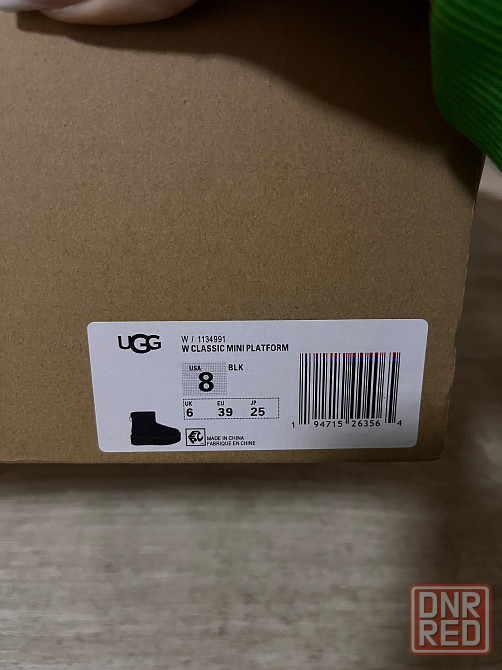 UGG
W / 1134991
W CLASSIC MINI PLATFORM
USA
8
BLK
UK EU JP
6 39 25
MADE IN CHINA
FABRIQUE EN CHINE
1 94715 26356 4
DNR
RED